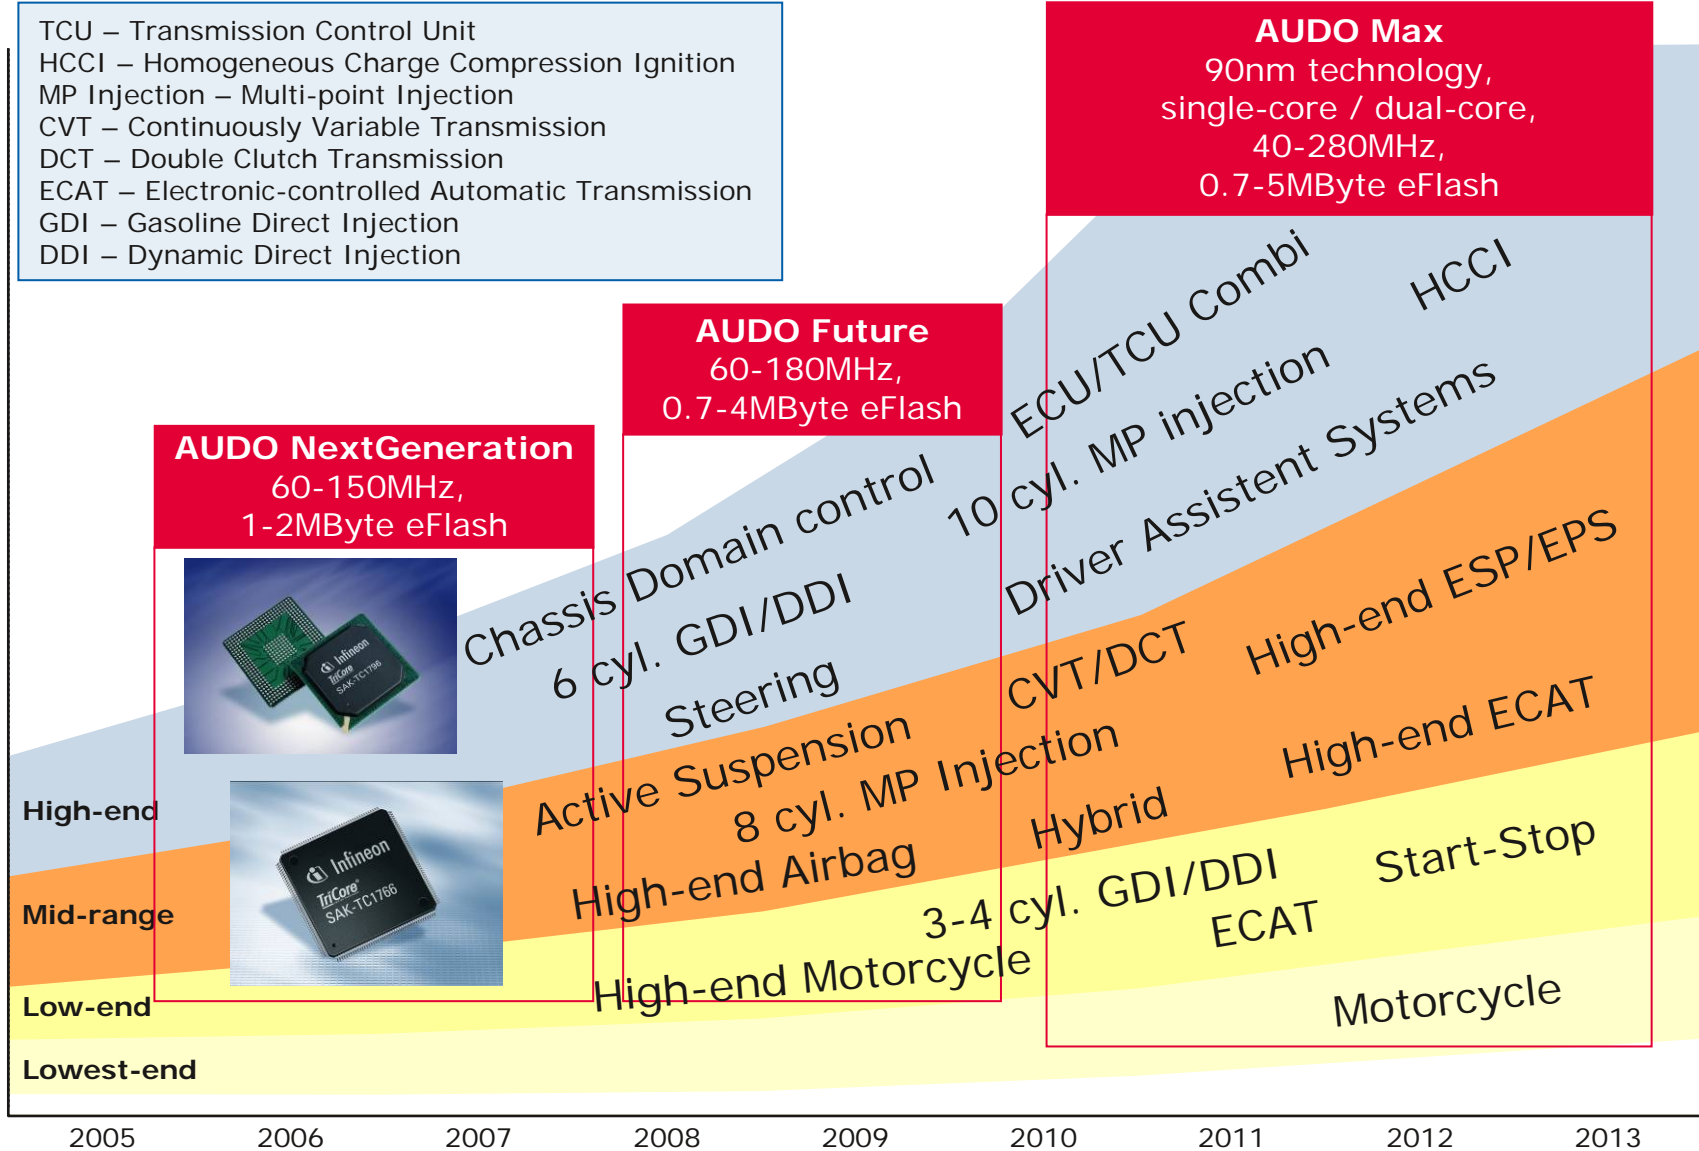 TCU – Transmission Control Unit
HCCI – Homogeneous Charge Compression Ignition
MP Injection – Multi-point Injection
CVT – Continuously Variable Transmission
DCT – Double Clutch Transmission
ECAT – Electronic-controlled Automatic Transmission
GDI – Gasoline Direct Injection
DDI – Dynamic Direct Injection
AUDO Max
90nm technology,
single-core / dual-core,
40-280MHz,
0.7-5MByte eFlash
AUDO Future
60-180MHz,
0.7-4MByte eFlash
AUDO NextGeneration
60-150MHz,
1-2MByte eFlash
Infineon
TriCore
SAK-TC1796
Infineon
TriCore
SAK-TC1766
ECU/TCU Combi
HCCI
10 cyl. MP injection
Driver Assistent Systems
Chassis Domain control
6 cyl. GDI/DDI
Steering
High-end ESP/EPS
CVT/DCT
High-end ECAT
Active Suspension
8 cyl. MP Injection
Hybrid
High-end Airbag
Start-Stop
3-4 cyl. GDI/DDI
ECAT
High-end Motorcycle
Motorcycle
High-end
Mid-range
Low-end
Lowest-end
2005 2006 2007 2008 2009 2010 2011 2012 2013